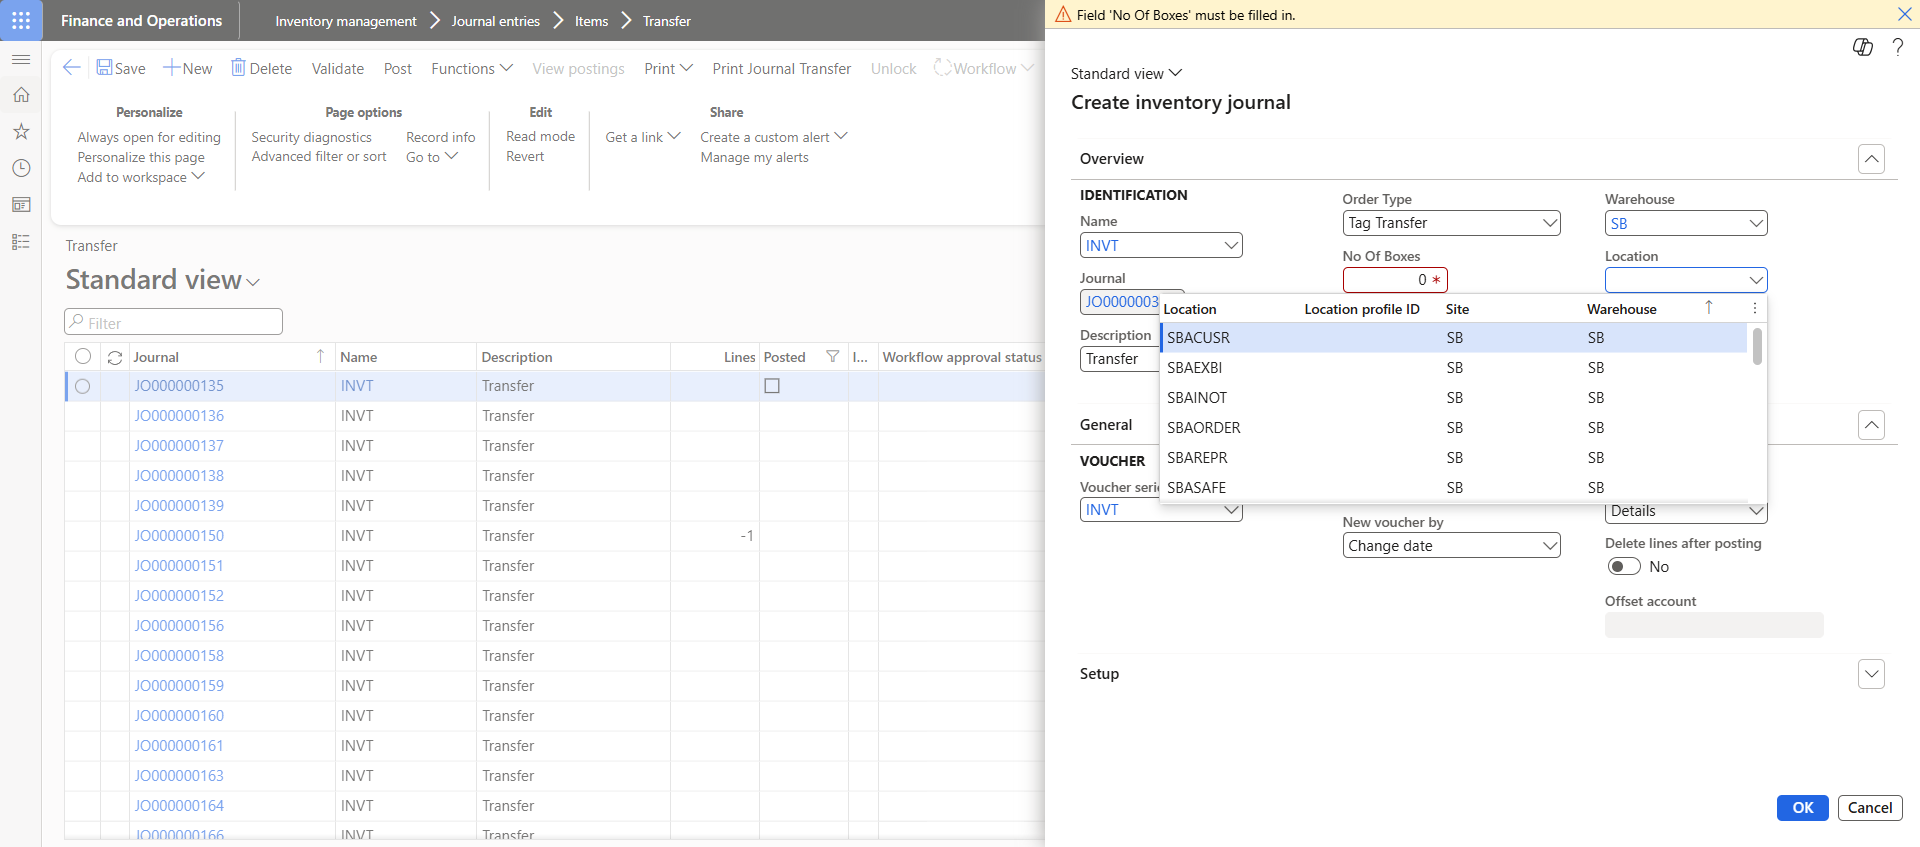 Finance and Operations
Inventory management
Journal entries
Items
Transfer
Save
New
Delete
Validate
Post
Functions
View postings
Print
Print Journal Transfer
Unlock
Workflow
Personalize
Always open for editing
Personalize this page
Add to workspace
Page options
Security diagnostics
Advanced filter or sort
Record info
Go to
Edit
Read mode
Revert
Share
Get a link
Create a custom alert
Manage my alerts
Transfer
Standard view
Filter
Journal Name Description Lines Posted I... Workflow approval status
JO000000135 INVT Transfer
JO000000136 INVT Transfer
JO000000137 INVT Transfer
JO000000138 INVT Transfer
JO000000139 INVT Transfer
JO000000150 INVT Transfer -1
JO000000151 INVT Transfer
JO000000152 INVT Transfer
JO000000156 INVT Transfer
JO000000158 INVT Transfer
JO000000159 INVT Transfer
JO000000160 INVT Transfer
JO000000161 INVT Transfer
JO000000163 INVT Transfer
JO000000164 INVT Transfer
JO000000166 INVT Transfer
Field 'No Of Boxes' must be filled in.
?
Standard view
Create inventory journal
Overview
IDENTIFICATION
Name
INVT
Journal
JO0000003
Description
Transfer
Order Type
Tag Transfer
No Of Boxes
0 *
Warehouse
SB
Location
Location Location profile ID Site Warehouse
SBACUSR SB SB
SBAEXBI SB SB
SBAINOT SB SB
SBAORDER SB SB
SBAREPR SB SB
SBASAFE SB SB
General
VOUCHER
Voucher serie
INVT
New voucher by
Change date
Details
Delete lines after posting
No
Offset account
Setup
OK
Cancel